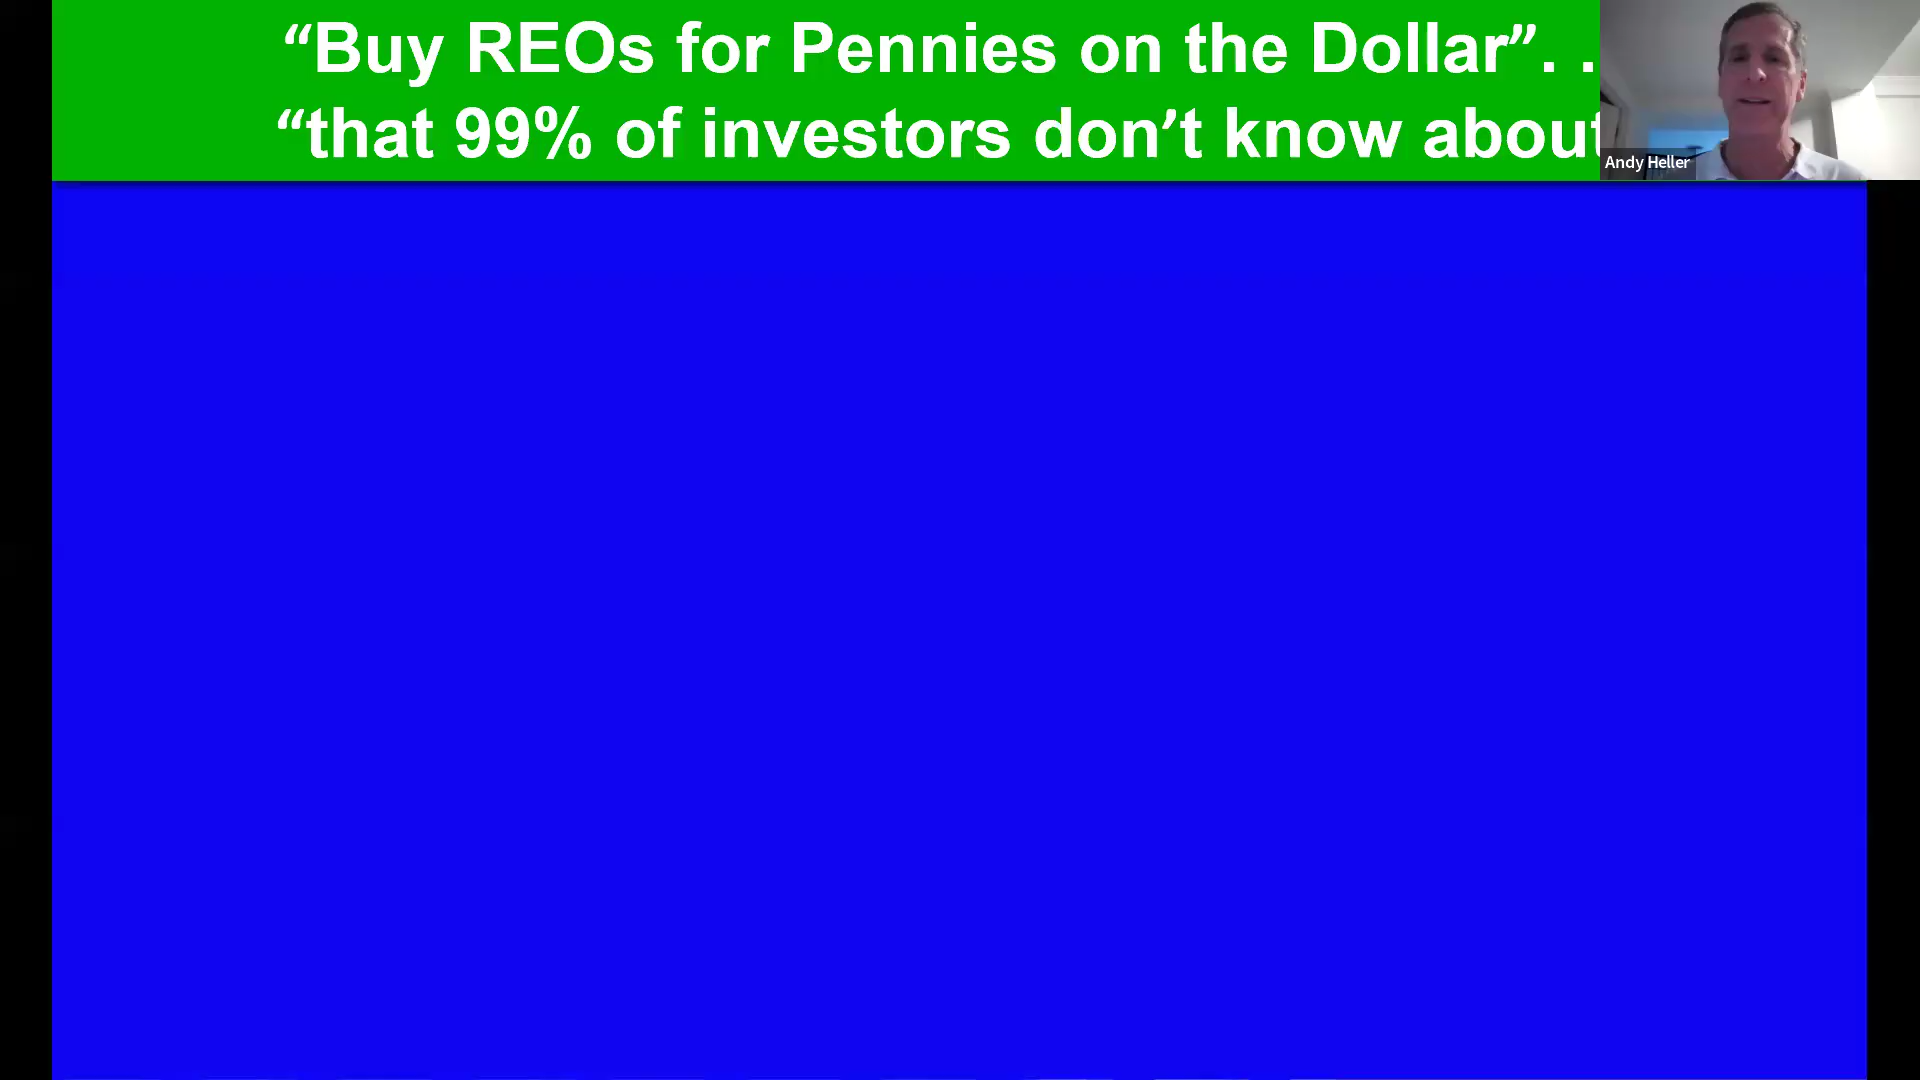 “Buy REOs for Pennies on the Dollar”. .
“that 99% of investors don’t know about
Andy Heller